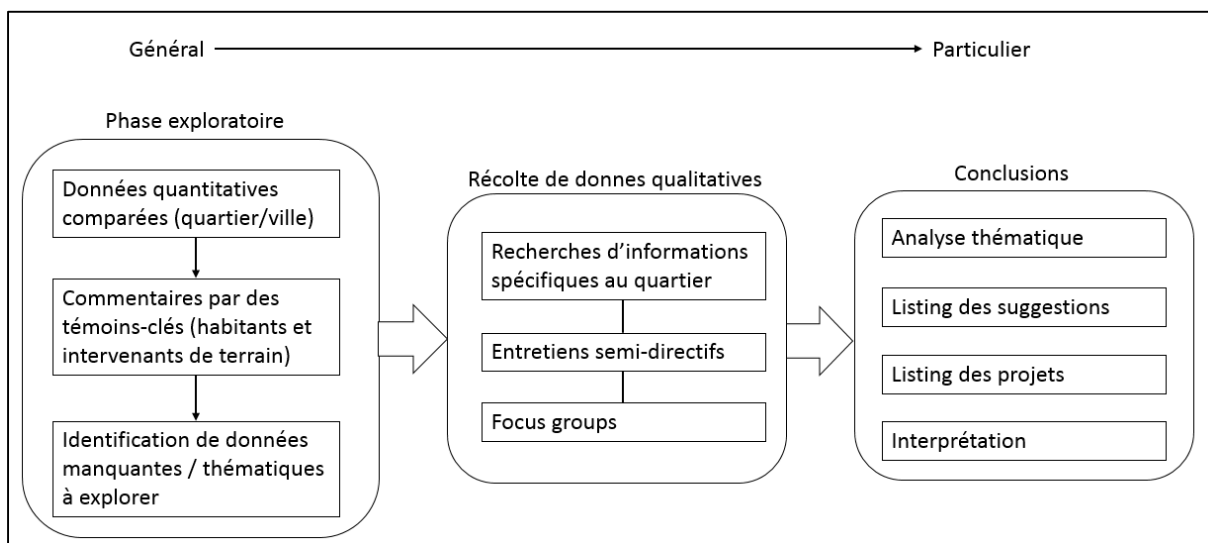 Général
Particulier
Phase exploratoire
Données quantitatives
comparées (quartier/ville)
Commentaires par des
témoins-clés (habitants et
intervenants de terrain)
Identification de données
manquantes / thématiques
à explorer
Récolte de donnes qualitatives
Recherches d’informations
spécifiques au quartier
Entretiens semi-directifs
Focus groups
Conclusions
Analyse thématique
Listing des suggestions
Listing des projets
Interprétation